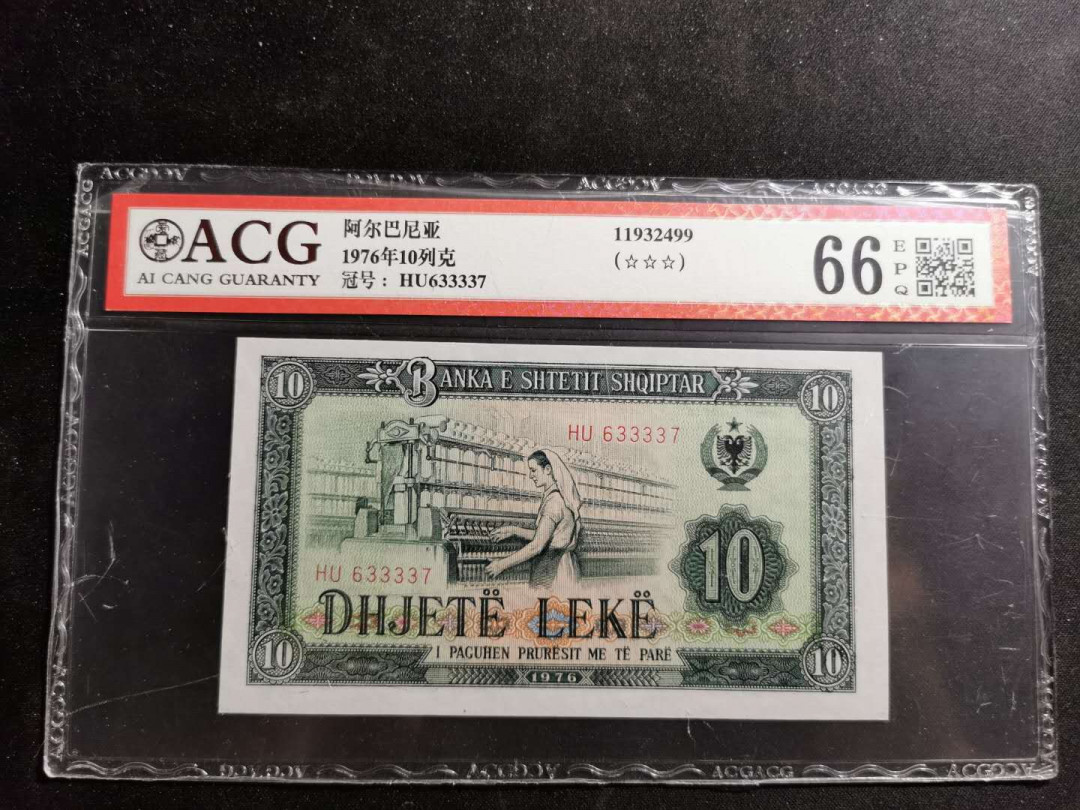 ACG
AI CANG GUARANTY
阿尔巴尼亚
1976年10列克
冠号： HU633337
11932499
(☆☆☆)
66
EPQ
10
BANKA E SHTETIT SHQIPTAR
10
HU 633337
10
HU 633337
DHJETË LEKË
I PAGUHEN PRURËSIT ME TË PARË
10
1976
10